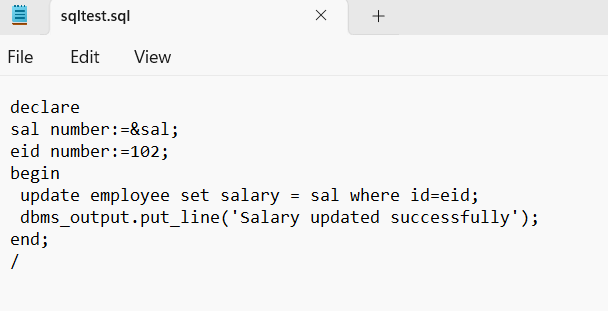 sqltest.sql
File Edit View
declare
sal number:=&sal;
eid number:=102;
begin
 update employee set salary = sal where id=eid;
 dbms_output.put_line('Salary updated successfully');
end;
/